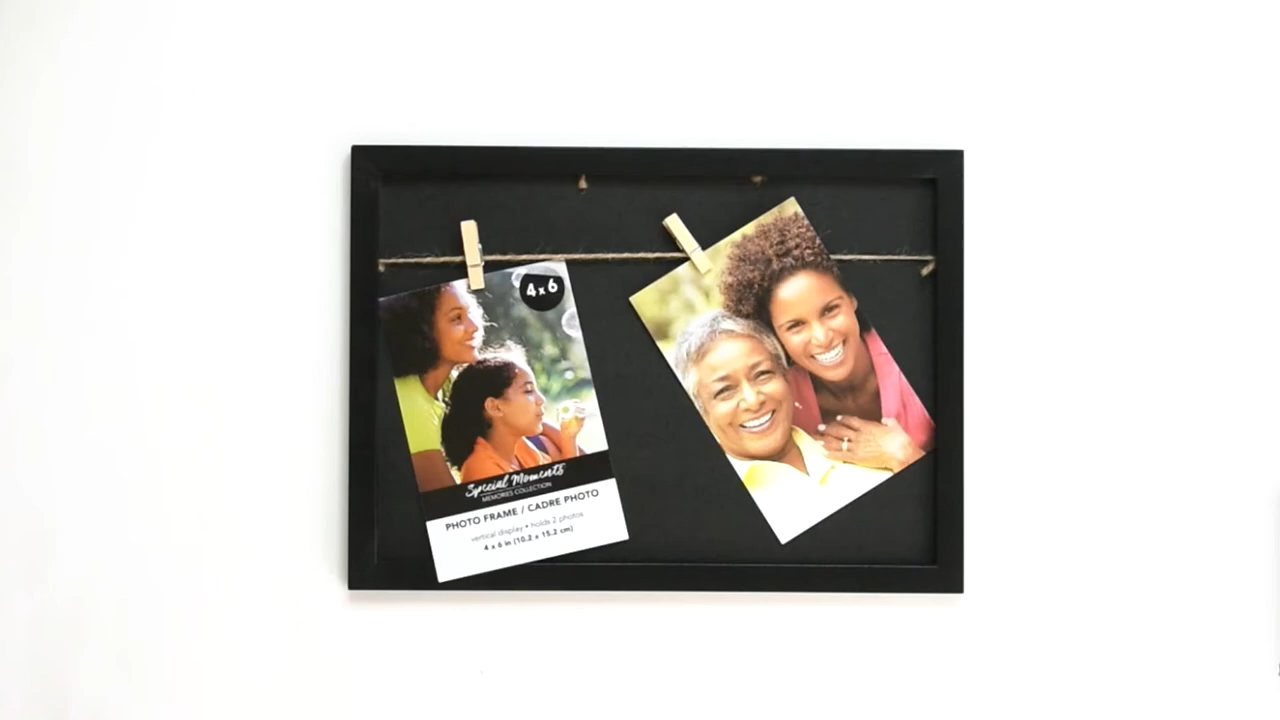 4x6
Special Moments
MEMORIES COLLECTION
PHOTO FRAME / CADRE PHOTO
vertical display • holds 2 photos
4 x 6 in (10.2 x 15.2 cm)